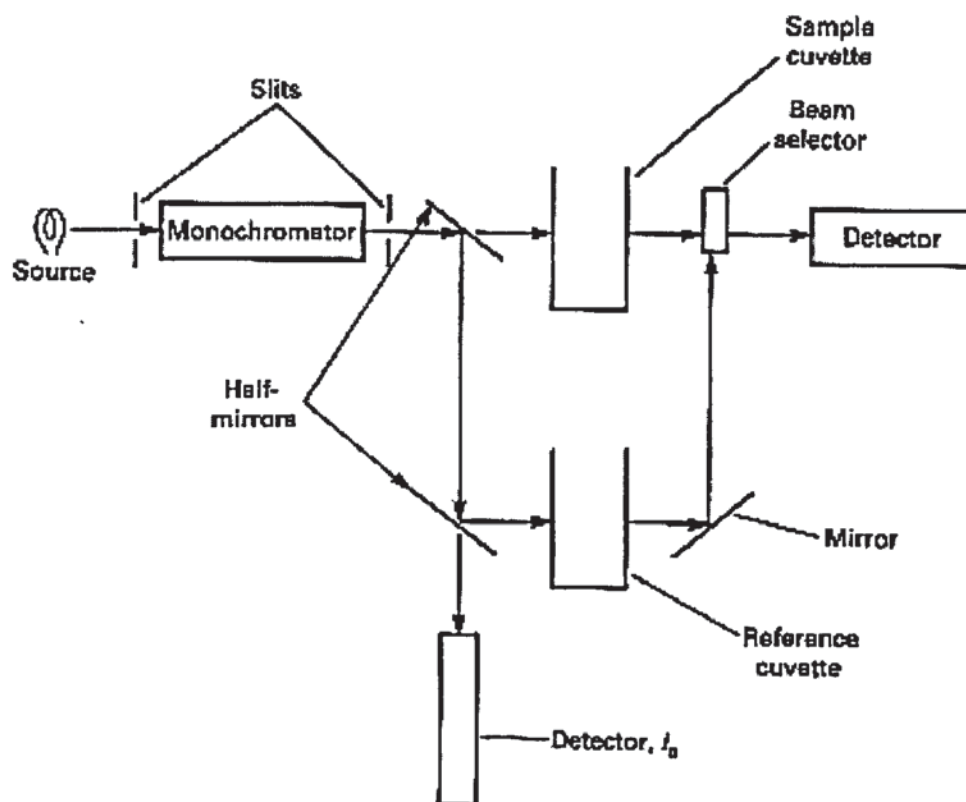 Sample
cuvette
Slits
Beam
selector
Monochromator
Detector
Source
Half-
mirrors
Mirror
Reference
cuvette
Detector, I₀